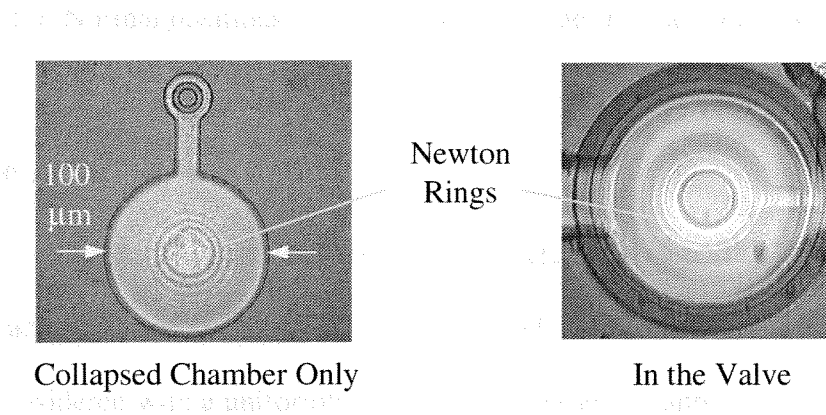 100
µm
Newton
Rings
Collapsed Chamber Only
In the Valve